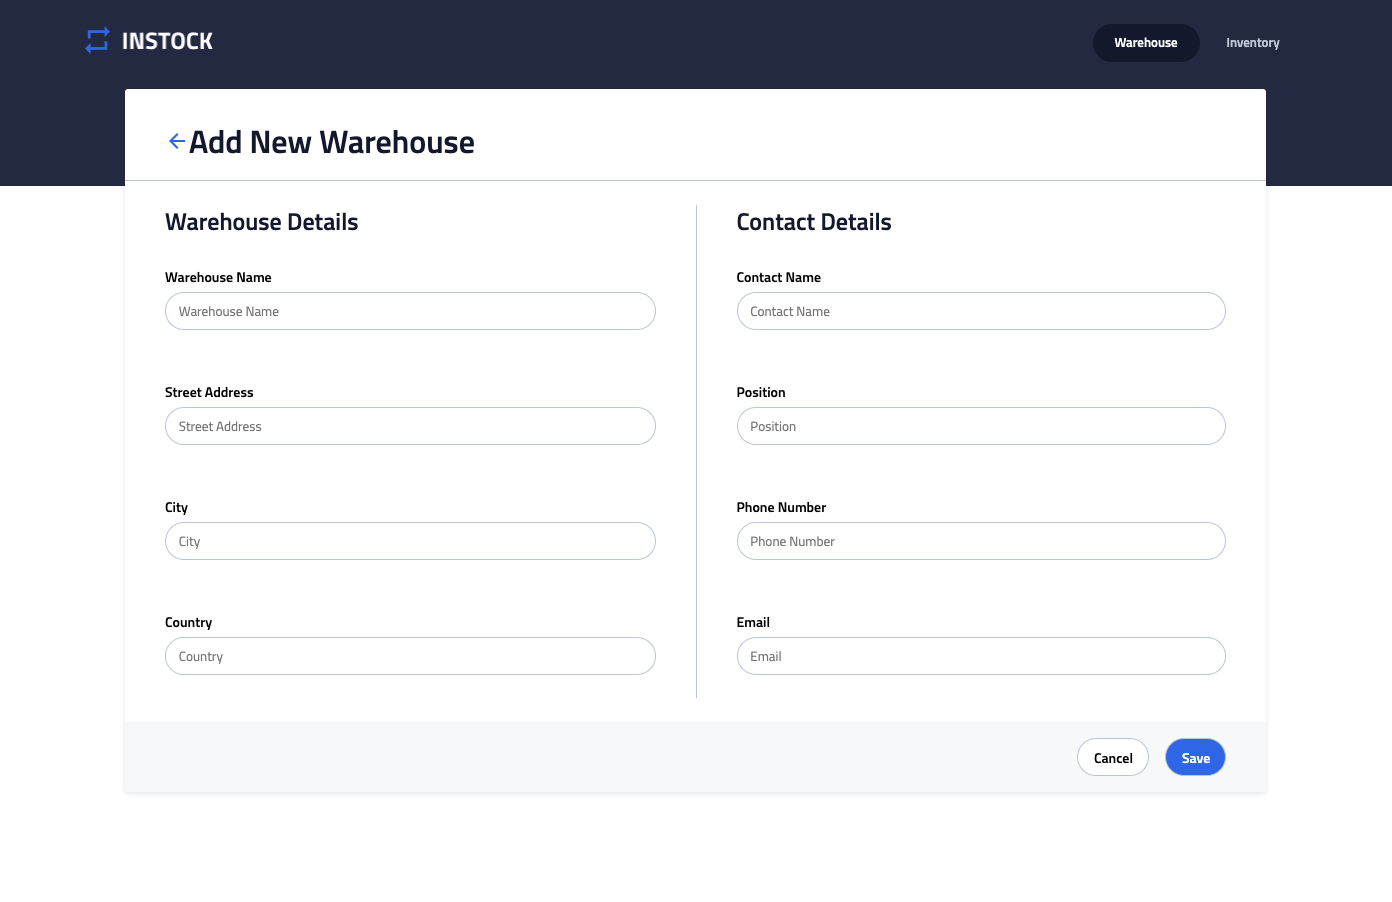 INSTOCK
Warehouse
Inventory
Add New Warehouse
Warehouse Details
Warehouse Name
Warehouse Name
Street Address
Street Address
City
City
Country
Country
Contact Details
Contact Name
Contact Name
Position
Position
Phone Number
Phone Number
Email
Email
Cancel
Save